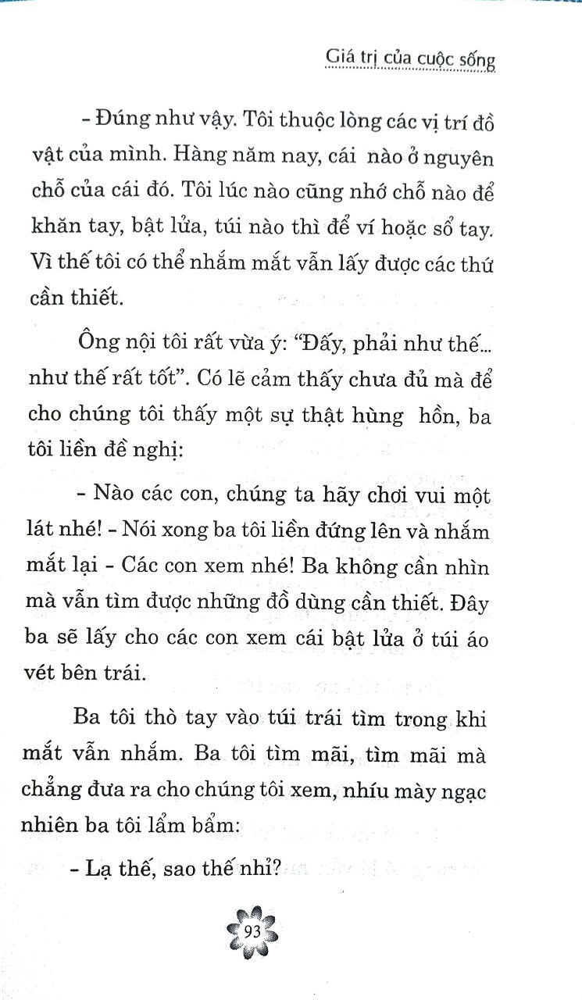 Giá trị của cuộc sống
- Đúng như vậy. Tôi thuộc lòng các vị trí đồ
vật của mình. Hàng năm nay, cái nào ở nguyên
chỗ của cái đó. Tôi lúc nào cũng nhớ chỗ nào để
khăn tay, bật lửa, túi nào thì để ví hoặc sổ tay.
Vì thế tôi có thể nhắm mắt vẫn lấy được các thứ
cần thiết.
Ông nội tôi rất vừa ý: “Đấy, phải như thế...
như thế rất tốt”. Có lẽ cảm thấy chưa đủ mà để
cho chúng tôi thấy một sự thật hùng hồn, ba
tôi liền đề nghị:
- Nào các con, chúng ta hãy chơi vui một
lát nhé! - Nói xong ba tôi liền đứng lên và nhắm
mắt lại - Các con xem nhé! Ba không cần nhìn
mà vẫn tìm được những đồ dùng cần thiết. Đây
ba sẽ lấy cho các con xem cái bật lửa ở túi áo
vét bên trái.
Ba tôi thò tay vào túi trái tìm trong khi
mắt vẫn nhắm. Ba tôi tìm mãi, tìm mãi mà
chẳng đưa ra cho chúng tôi xem, nhíu mày ngạc
nhiên ba tôi lẩm bẩm:
- Lạ thế, sao thế nhỉ?
93